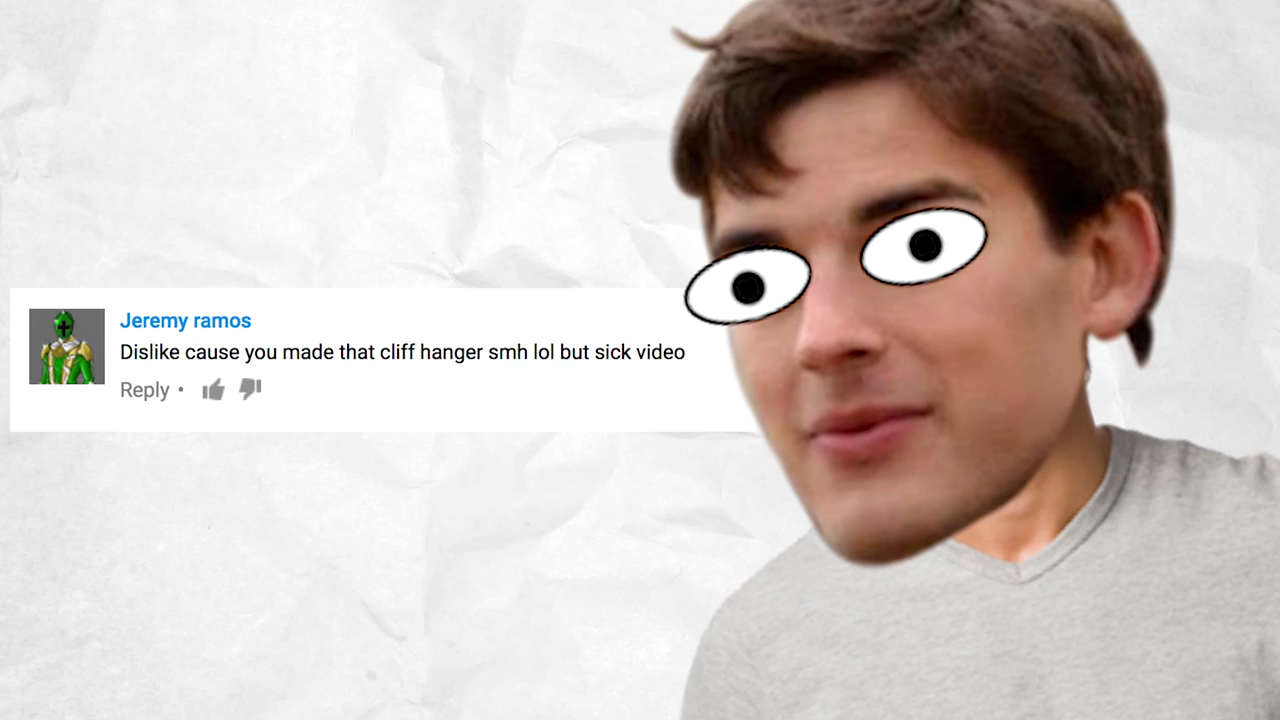 Jeremy ramos
Dislike cause you made that cliff hanger smh lol but sick video
Reply •